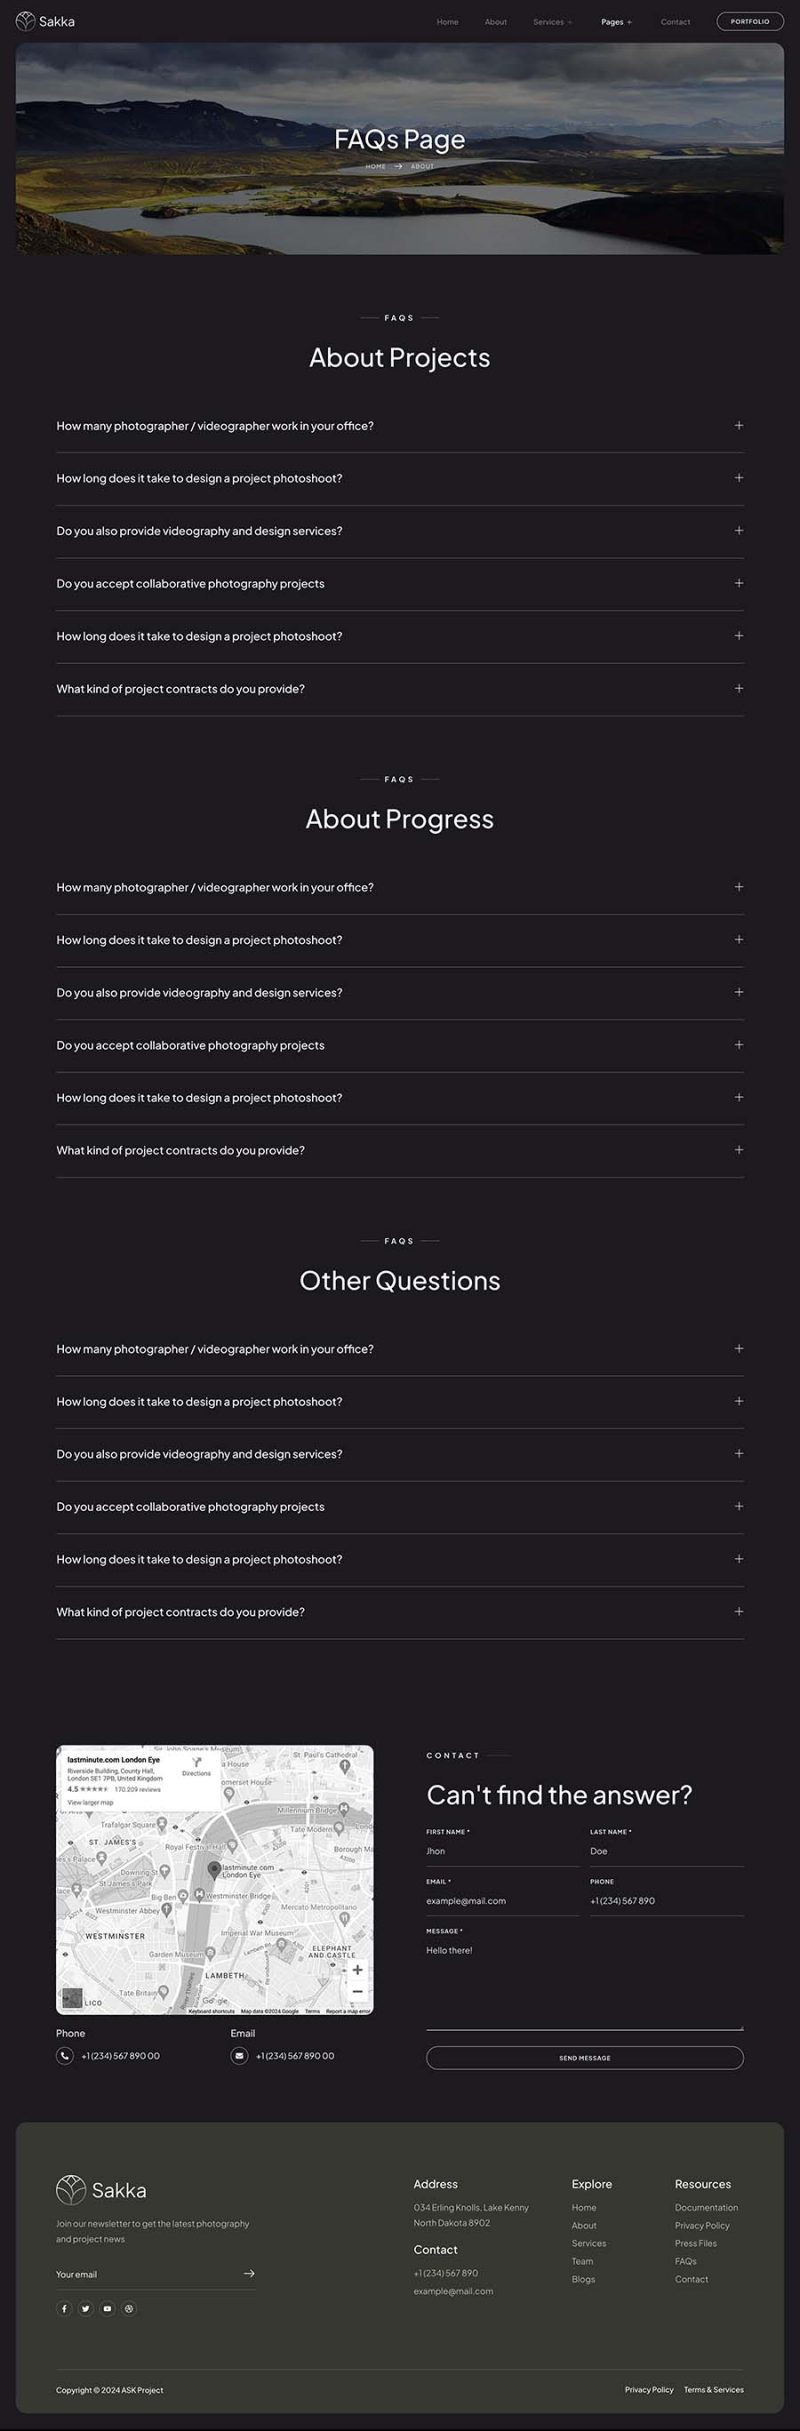 Sakka
Home About Services + Pages + Contact PORTFOLIO
FAQs Page
HOME → ABOUT
FAQS
About Projects
How many photographer / videographer work in your office? +
How long does it take to design a project photoshoot? +
Do you also provide videography and design services? +
Do you accept collaborative photography projects +
How long does it take to design a project photoshoot? +
What kind of project contracts do you provide? +
FAQS
About Progress
How many photographer / videographer work in your office? +
How long does it take to design a project photoshoot? +
Do you also provide videography and design services? +
Do you accept collaborative photography projects +
How long does it take to design a project photoshoot? +
What kind of project contracts do you provide? +
FAQS
Other Questions
How many photographer / videographer work in your office? +
How long does it take to design a project photoshoot? +
Do you also provide videography and design services? +
Do you accept collaborative photography projects +
How long does it take to design a project photoshoot? +
What kind of project contracts do you provide? +
lastminute.com London Eye
Riverside Building, County Hall,
London SE1 7PB, United Kingdom
Directions
4.5 ★★★★★ 170.209 reviews
View larger map
St. Paul's Cathedral
Somerset House
Millennium Bridge
Trafalgar Square
Tate Modern
ST. JAMES'S
Royal Festival Hall
Borough Ma
A3200
Downing St
lastminute.com
London Eye
St James's Park
Big Ben
Westminster Bridge
Westminster Abbey
Mercato Metropolitano
WESTMINSTER
Imperial War Museum
Garden Museum
Lambeth Rd
ELEPHANT
AND CASTLE
LAMBETH
Tate Britain
LICO
Google
Keyboard shortcuts Map data ©2024 Google Terms Report a map error
Phone
+1 (234) 567 890 00
Email
+1 (234) 567 890 00
CONTACT
Can't find the answer?
FIRST NAME *
Jhon
LAST NAME *
Doe
EMAIL *
example@mail.com
PHONE
+1 (234) 567 890
MESSAGE *
Hello there!
SEND MESSAGE
Sakka
Join our newsletter to get the latest photography
and project news
Your email →
Address
034 Erling Knolls, Lake Kenny
North Dakota 8902
Contact
+1 (234) 567 890
example@mail.com
Explore
Home
About
Services
Team
Blogs
Resources
Documentation
Privacy Policy
Press Files
FAQs
Contact
Copyright © 2024 ASK Project
Privacy Policy Terms & Services